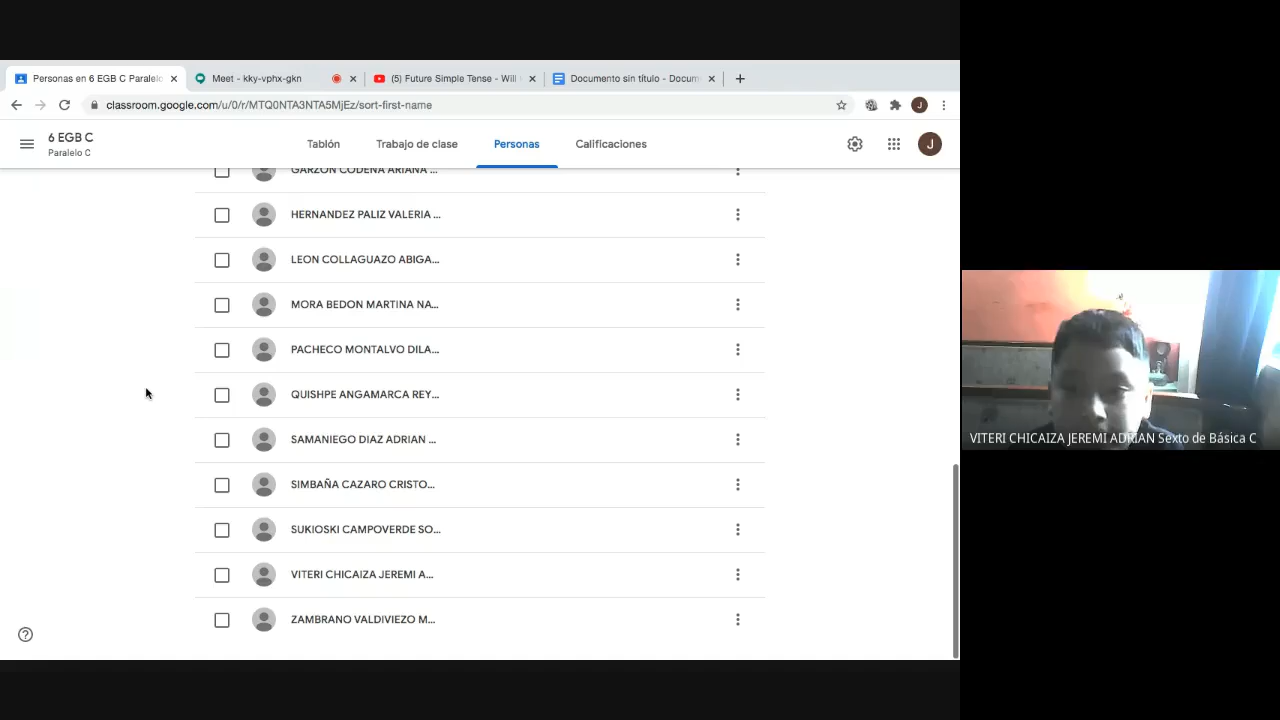 Personas en 6 EGB C Paralelo
Meet - kky-vphx-gkn
(5) Future Simple Tense - Will
Documento sin título - Docum
classroom.google.com/u/0/r/MTQ0NTA3NTA5MjEz/sort-first-name
J
6 EGB C
Paralelo C
Tablón
Trabajo de clase
Personas
Calificaciones
J
GARZON CODENA ARIANA ...
HERNANDEZ PALIZ VALERIA ...
LEON COLLAGUAZO ABIGA...
MORA BEDON MARTINA NA...
PACHECO MONTALVO DILA...
QUISHPE ANGAMARCA REY...
SAMANIEGO DIAZ ADRIAN ...
SIMBAÑA CAZARO CRISTO...
SUKIOSKI CAMPOVERDE SO...
VITERI CHICAIZA JEREMI A...
ZAMBRANO VALDIVIEZO M...
VITERI CHICAIZA JEREMI ADRIAN Sexto de Básica C